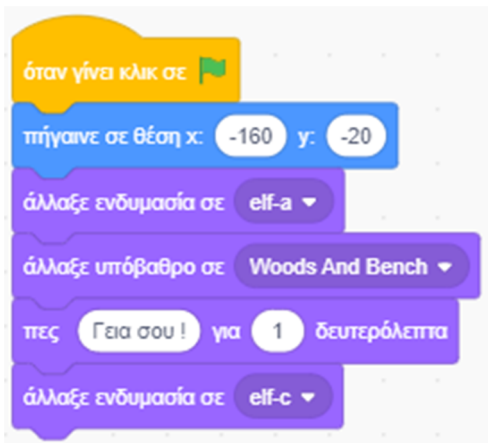 όταν γίνει κλικ σε
πήγαινε σε θέση x: -160 y: -20
άλλαξε ενδυμασία σε elf-a
άλλαξε υπόβαθρο σε Woods And Bench
πες Γεια σου ! για 1 δευτερόλεπτα
άλλαξε ενδυμασία σε elf-c